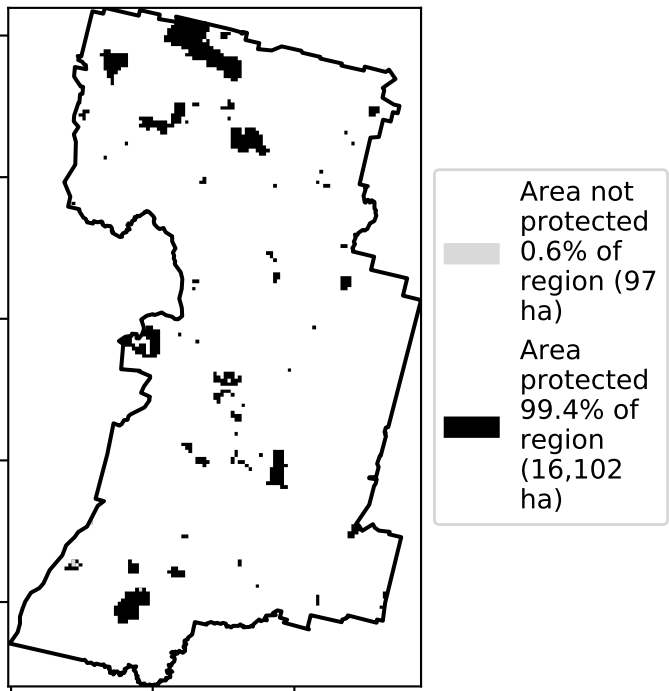 Area not
protected
0.6% of
region (97
ha)
Area
protected
99.4% of
region
(16,102
ha)